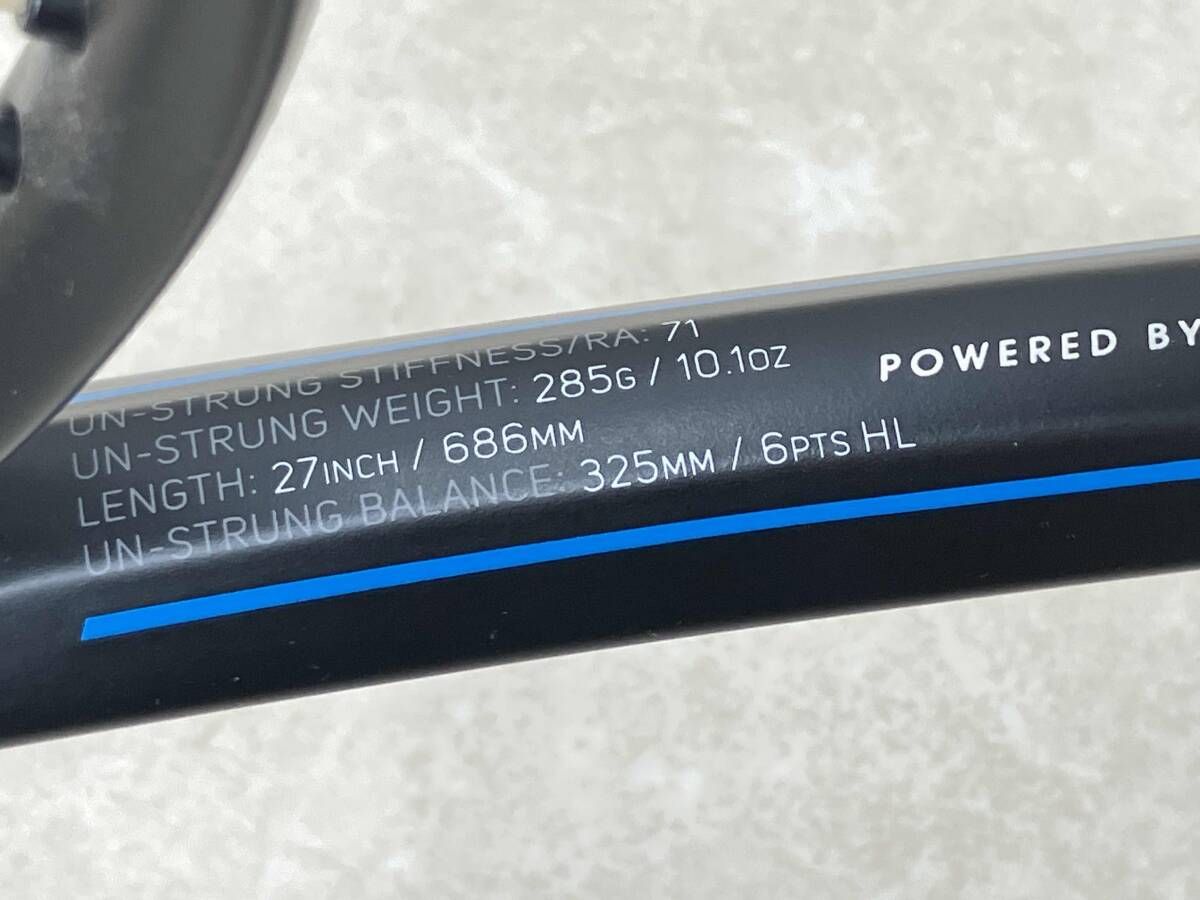 UN-STRUNG STIFFNESS/RA: 71
UN-STRUNG WEIGHT: 285G / 10.1OZ
LENGTH: 27INCH / 686MM
UN-STRUNG BALANCE: 325MM / 6PTS HL
POWERED BY